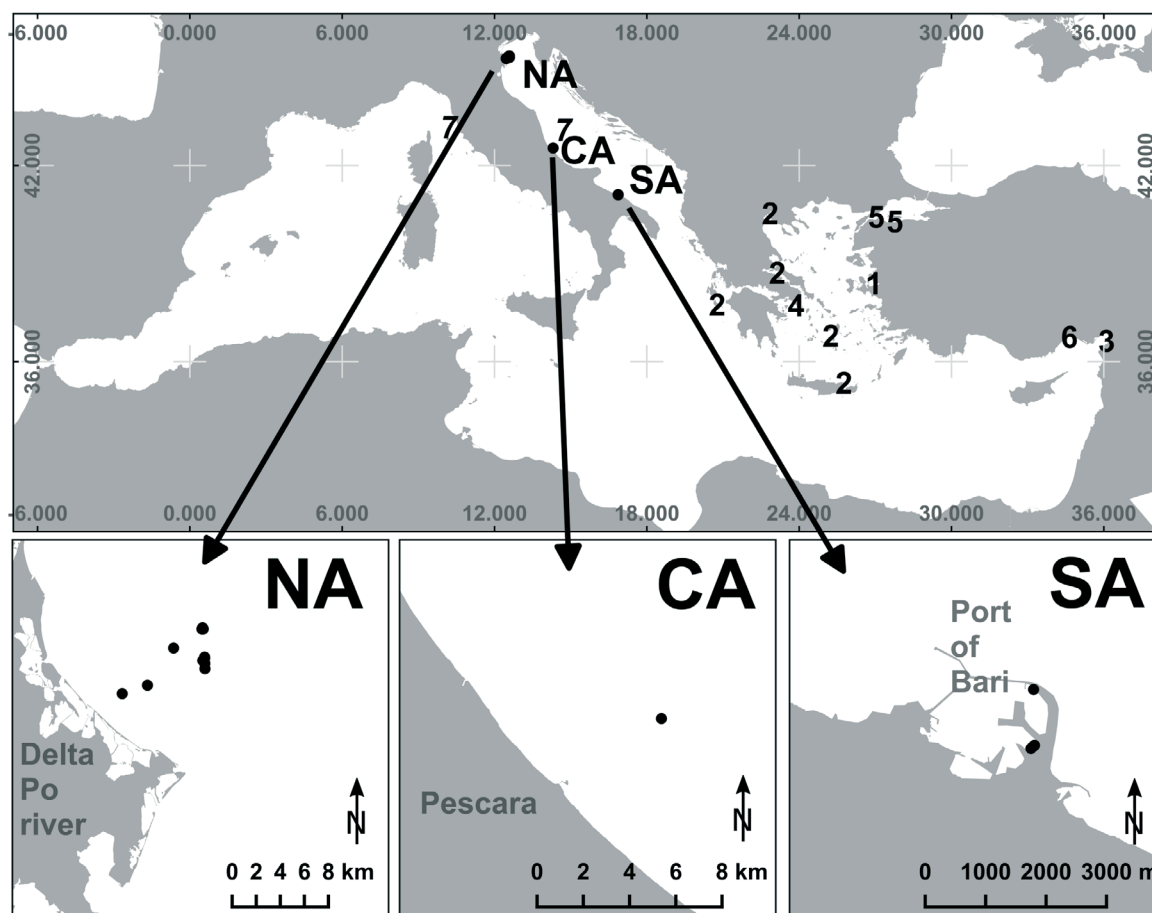 6.000 0.000 6.000 12.000 18.000 24.000 30.000 36.000
NA
7
7
CA
42.000
42.000
SA
2
5
5
2
1
2
4
2
6
3
36.000
36.000
2
6.000 0.000 6.000 12.000 18.000 24.000 30.000 36.000
NA
Delta
Po
river
N
0 2 4 6 8 km
CA
Pescara
N
0 2 4 6 8 km
SA
Port
of
Bari
N
0 1000 2000 3000 m